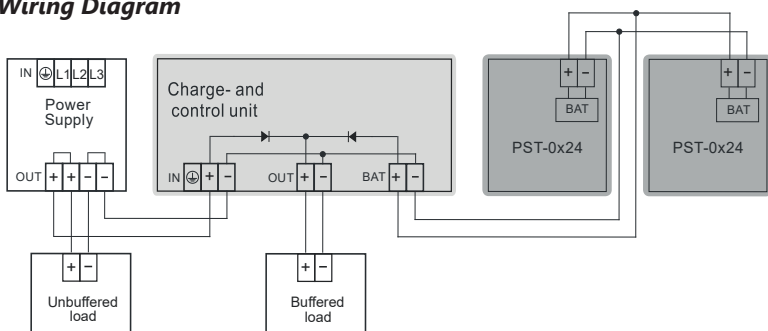 Wiring Diagram
IN ⏚ L1 L2 L3
Power
Supply
OUT + + − −
Charge- and
control unit
IN ⏚ + −
OUT + −
BAT + −
+ −
BAT
PST-0x24
+ −
BAT
PST-0x24
+ −
Unbuffered
load
+ −
Buffered
load